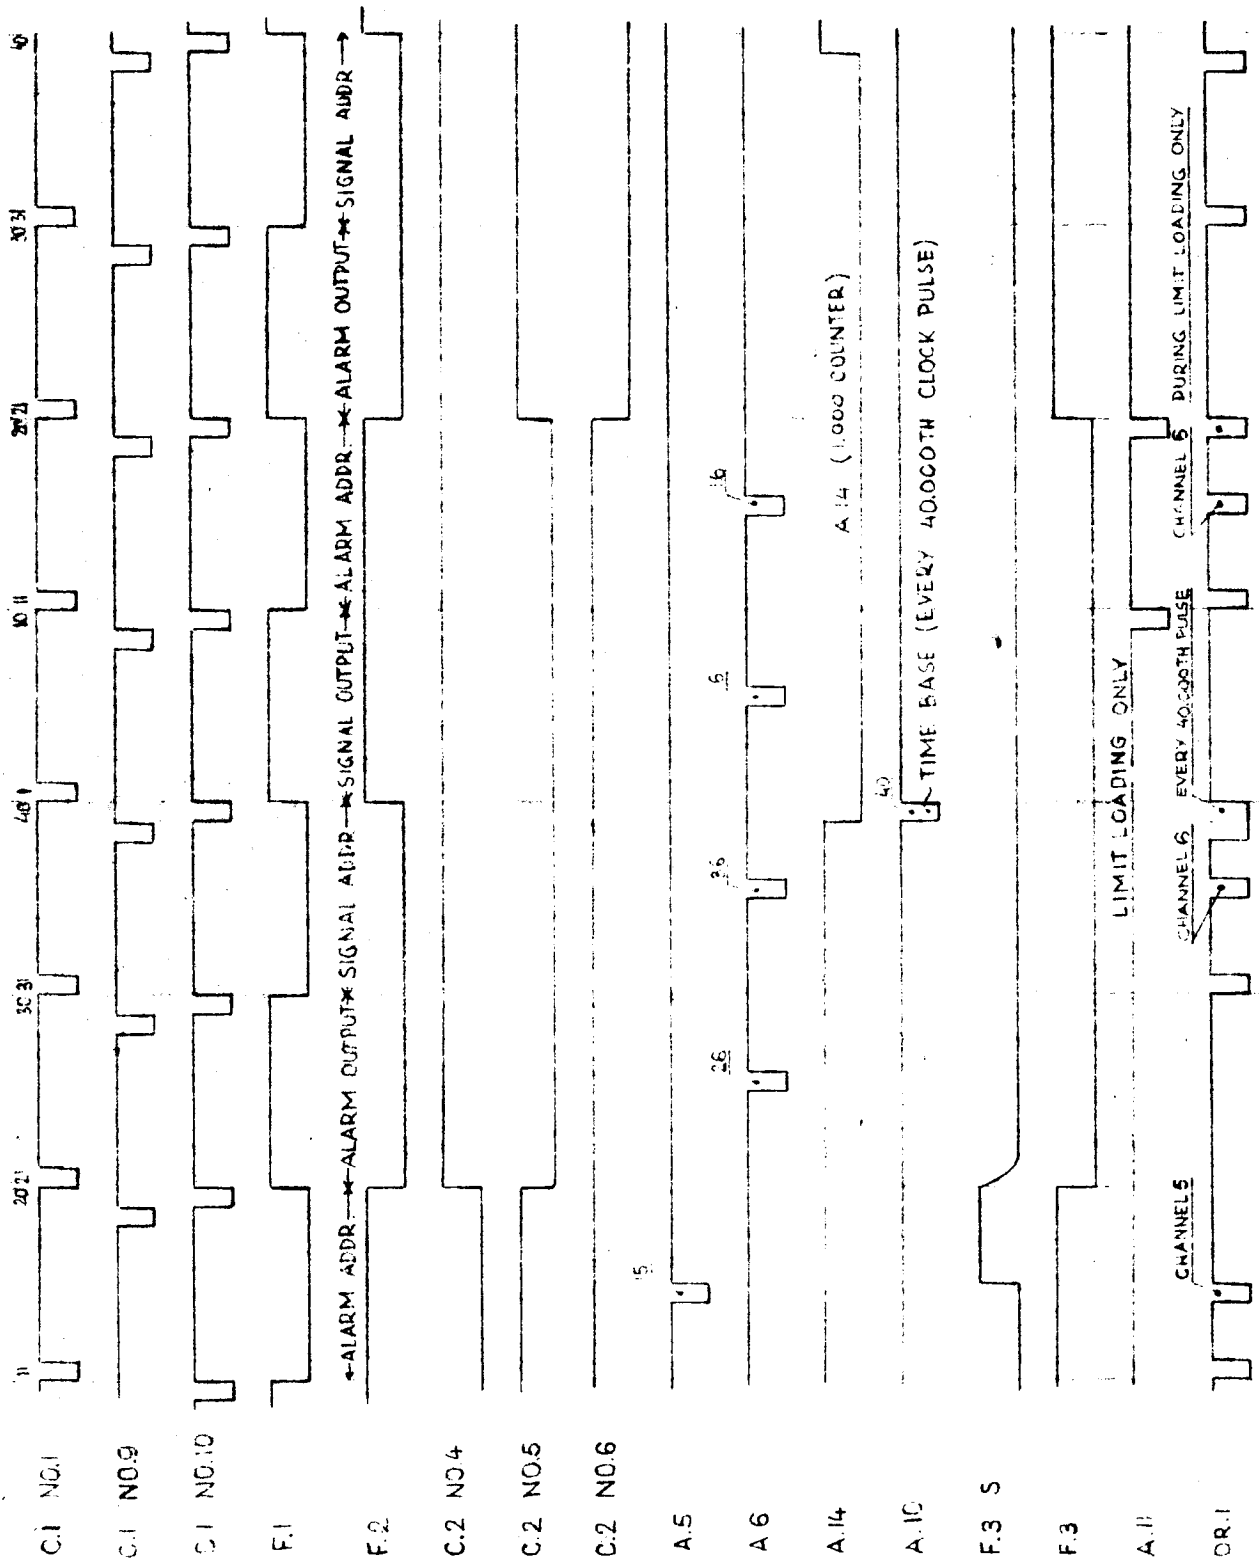 11 20 21 30 31 40 1 10 11 20 21 30 31 40
C.1 NO.1
C.1 NO.9
C.1 NO.10
F.1
←ALARM ADDR.→←ALARM OUTPUT→←SIGNAL ADDR→←SIGNAL OUTPUT→←ALARM ADDR.→←ALARM OUTPUT→←SIGNAL ADDR→
F.2
C.2 NO.4
C.2 NO.5
C.2 NO.6
15
A.5
26 36 6 16
A 6
A 14 (1.000 COUNTER)
A.14
40
A.10
TIME BASE (EVERY 40.000TH CLOCK PULSE)
F.3 S
F.3
LIMIT LOADING ONLY
A.11
CHANNEL 5 CHANNEL 6 EVERY 40.000TH PULSE CHANNEL 6 DURING LIMIT LOADING ONLY
OR.1